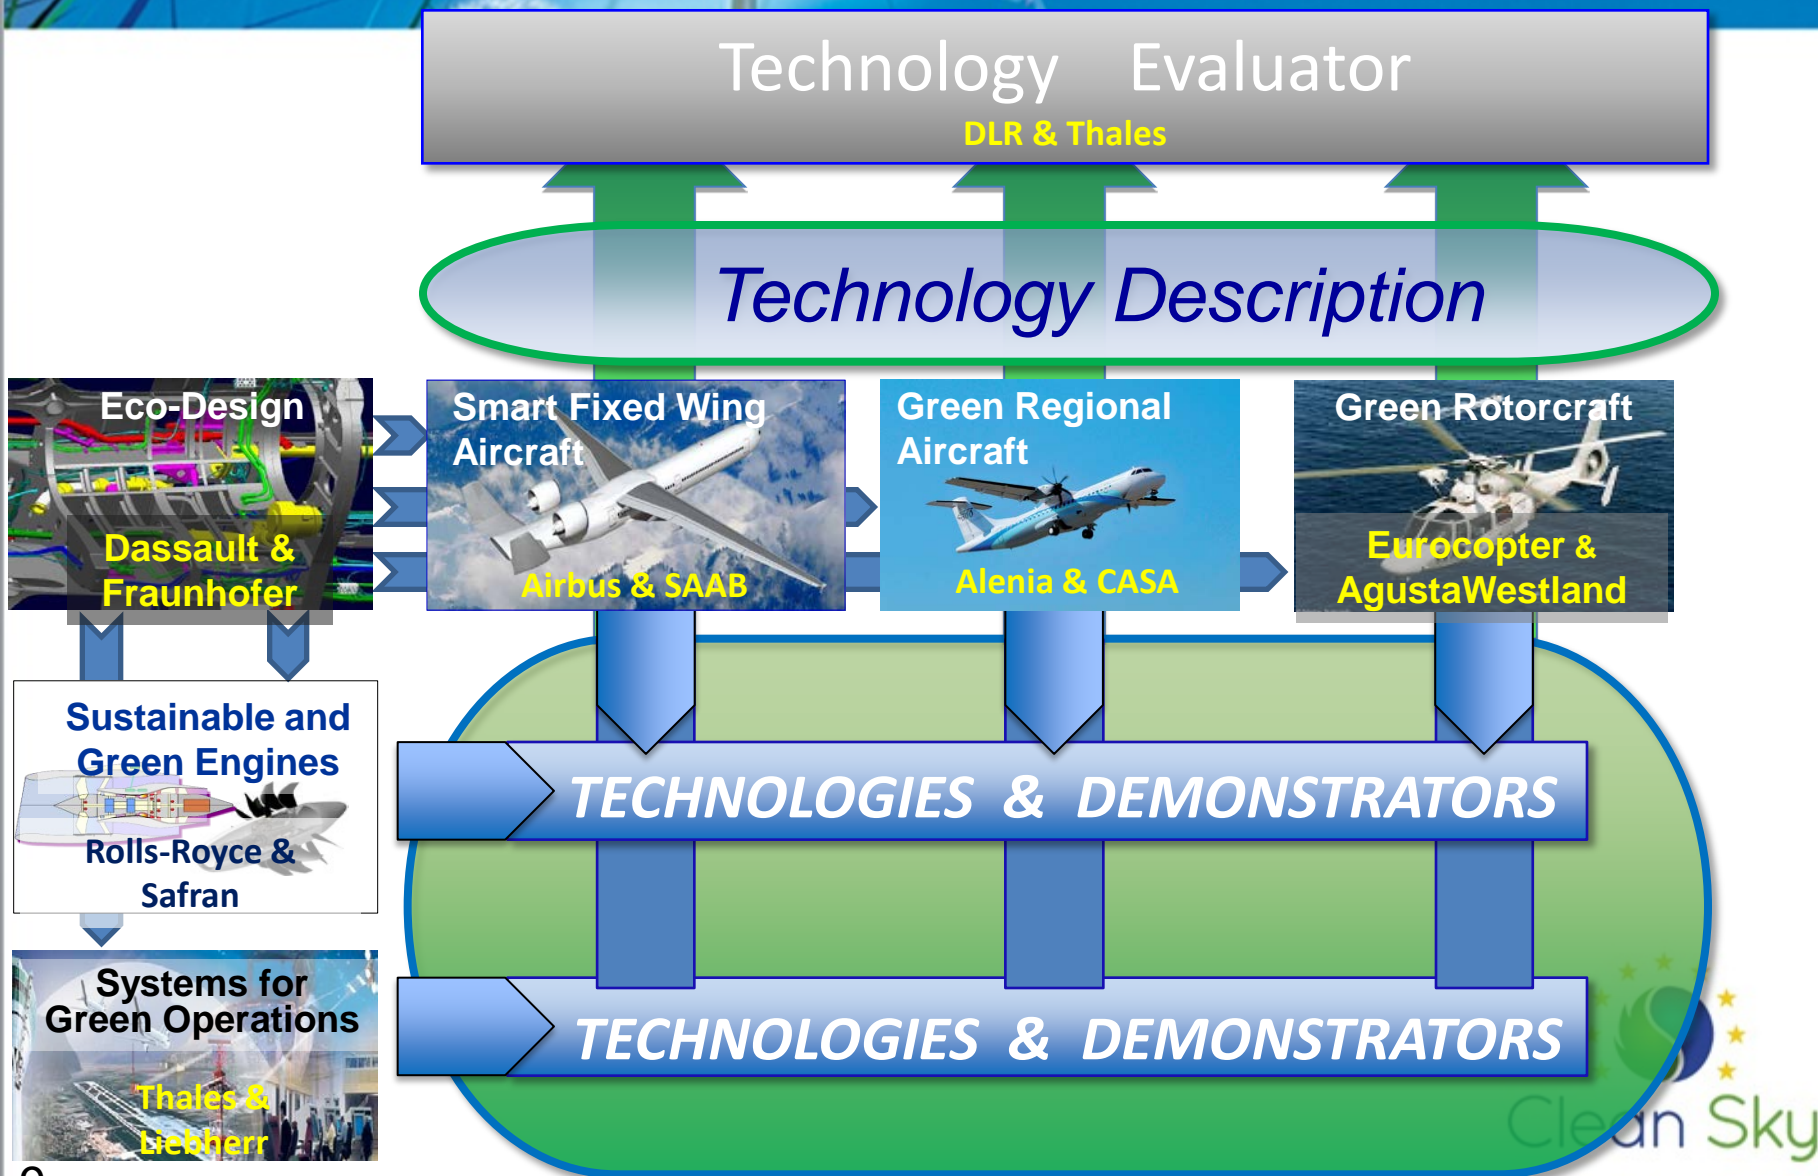 Technology Evaluator
DLR & Thales
Technology Description
Eco-Design
Dassault &
Fraunhofer
Smart Fixed Wing
Aircraft
Airbus & SAAB
Green Regional
Aircraft
Alenia & CASA
Green Rotorcraft
Eurocopter &
AgustaWestland
Sustainable and
Green Engines
Rolls-Royce &
Safran
TECHNOLOGIES & DEMONSTRATORS
Systems for
Green Operations
Thales &
Liebherr
TECHNOLOGIES & DEMONSTRATORS
Clean Sky